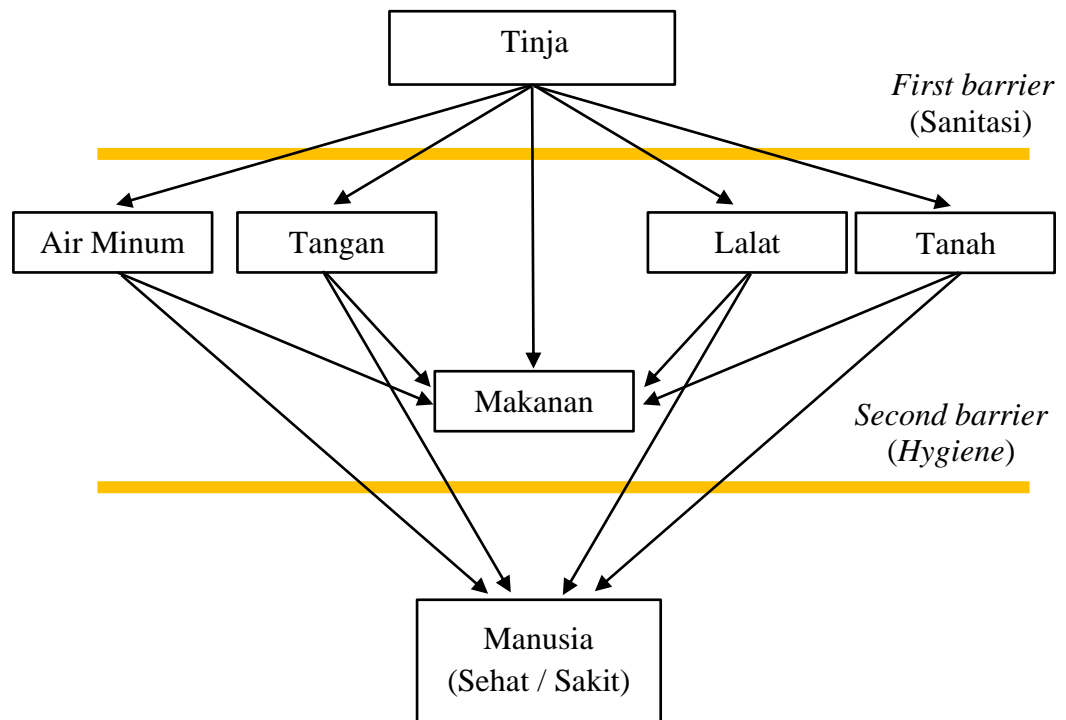 Tinja
First barrier
(Sanitasi)
Air Minum
Tangan
Lalat
Tanah
Makanan
Second barrier
(Hygiene)
Manusia
(Sehat / Sakit)